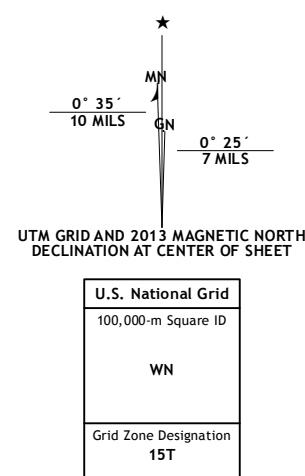 MN
0° 35´
10 MILS
GN
0° 25´
7 MILS
UTM GRID AND 2013 MAGNETIC NORTH
DECLINATION AT CENTER OF SHEET
U.S. National Grid
100,000-m Square ID
WN
Grid Zone Designation
15T